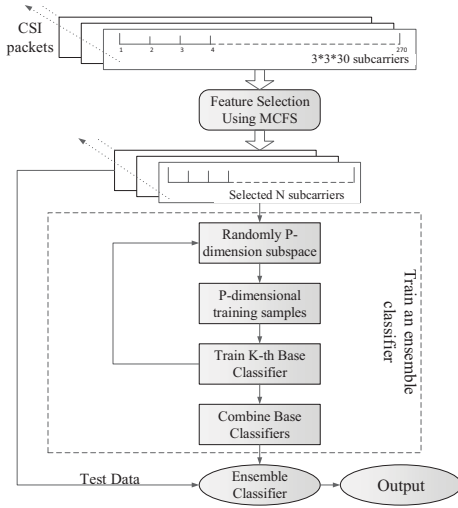 CSI
packets
1 2 3 4 270
3*3*30 subcarriers
Feature Selection
Using MCFS
Selected N subcarriers
Randomly P-
dimension subspace
P-dimensional
training samples
Train K-th Base
Classifier
Combine Base
Classifiers
Train an ensemble
classifier
Test Data
Ensemble
Classifier
Output